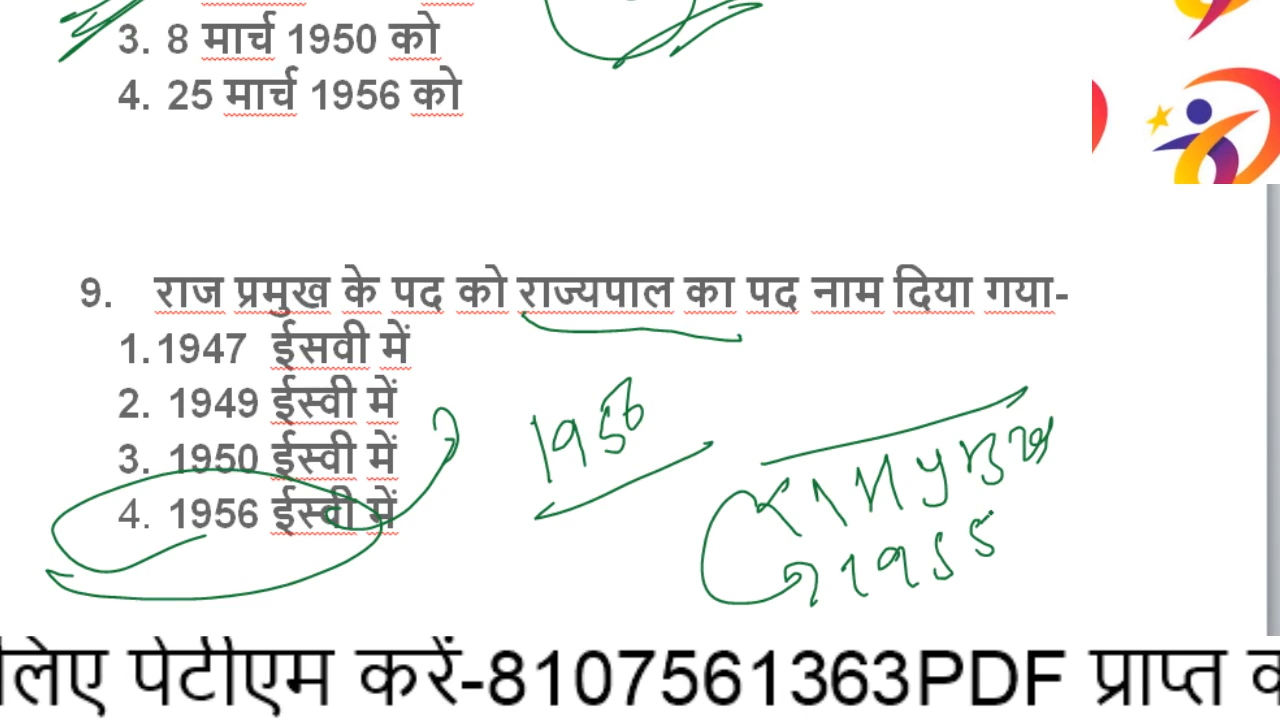 3. 8 मार्च 1950 को
4. 25 मार्च 1956 को
9. राज प्रमुख के पद को राज्यपाल का पद नाम दिया गया-
1.1947 ईसवी में
2. 1949 ईस्वी में
3. 1950 ईस्वी में
4. 1956 ईस्वी में
1956
1955
लिए पेटीएम करें-8107561363PDF प्राप्त